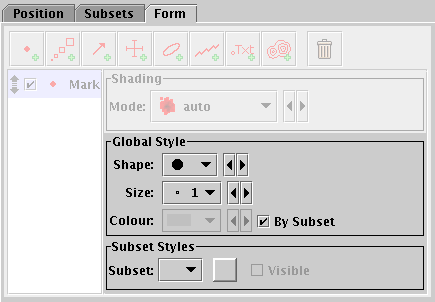 Position Subsets Form
.Txt
Mark
Shading
Mode: auto
Global Style
Shape:
Size: 1
Colour: By Subset
Subset Styles
Subset: Visible